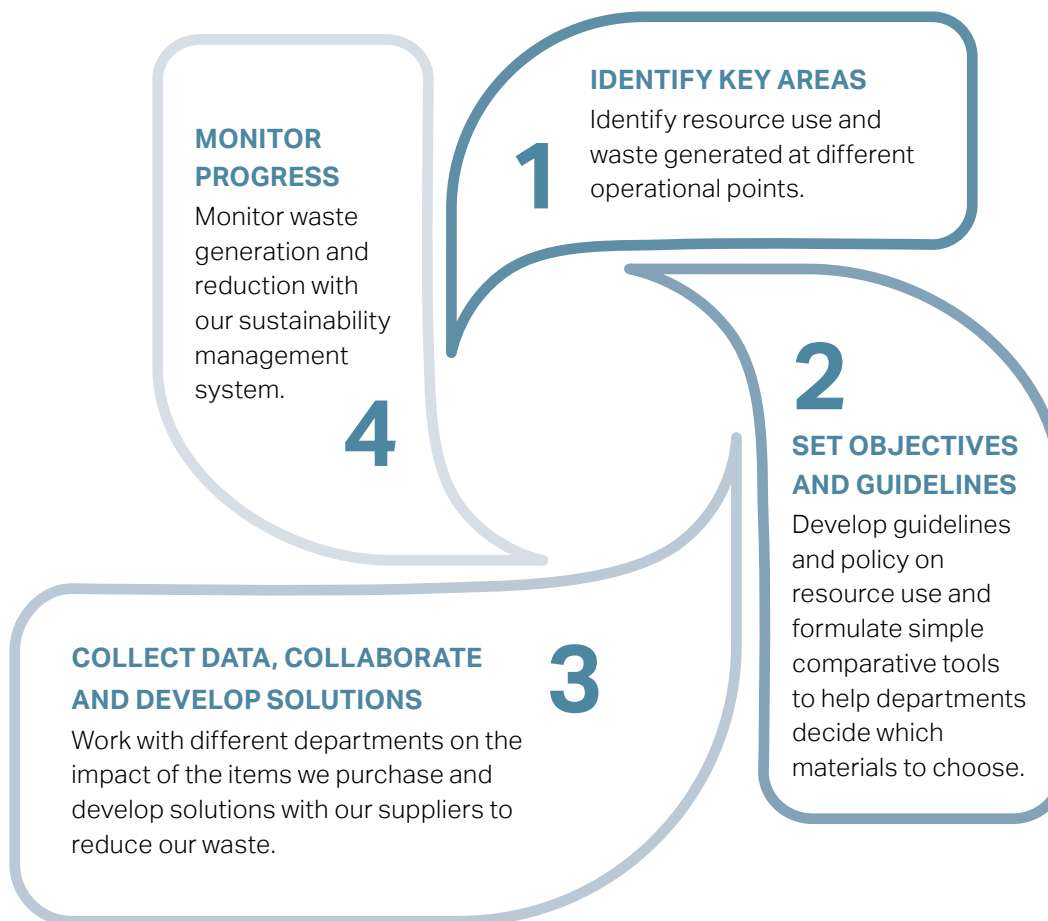 1
IDENTIFY KEY AREAS
Identify resource use and
waste generated at different
operational points.
2
SET OBJECTIVES
AND GUIDELINES
Develop guidelines
and policy on
resource use and
formulate simple
comparative tools
to help departments
decide which
materials to choose.
3
COLLECT DATA, COLLABORATE
AND DEVELOP SOLUTIONS
Work with different departments on the
impact of the items we purchase and
develop solutions with our suppliers to
reduce our waste.
4
MONITOR
PROGRESS
Monitor waste
generation and
reduction with
our sustainability
management
system.